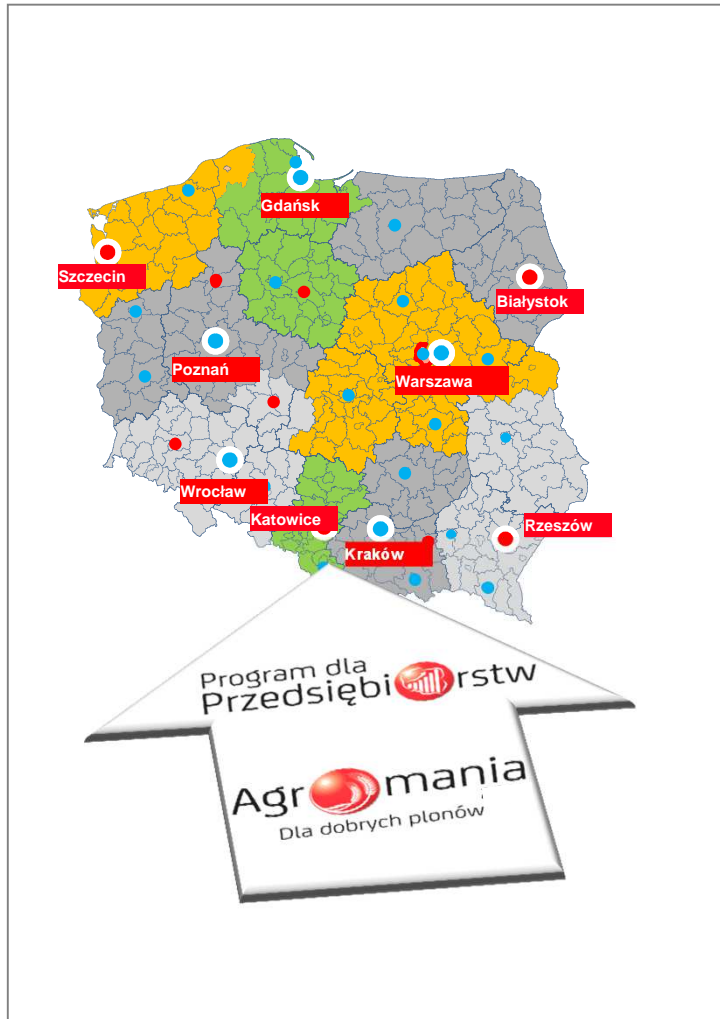 Gdańsk
Szczecin
Białystok
Poznań
Warszawa
Wrocław
Katowice
Rzeszów
Kraków
Program dla
Przedsiębiorstw
Agromania
Dla dobrych plonów